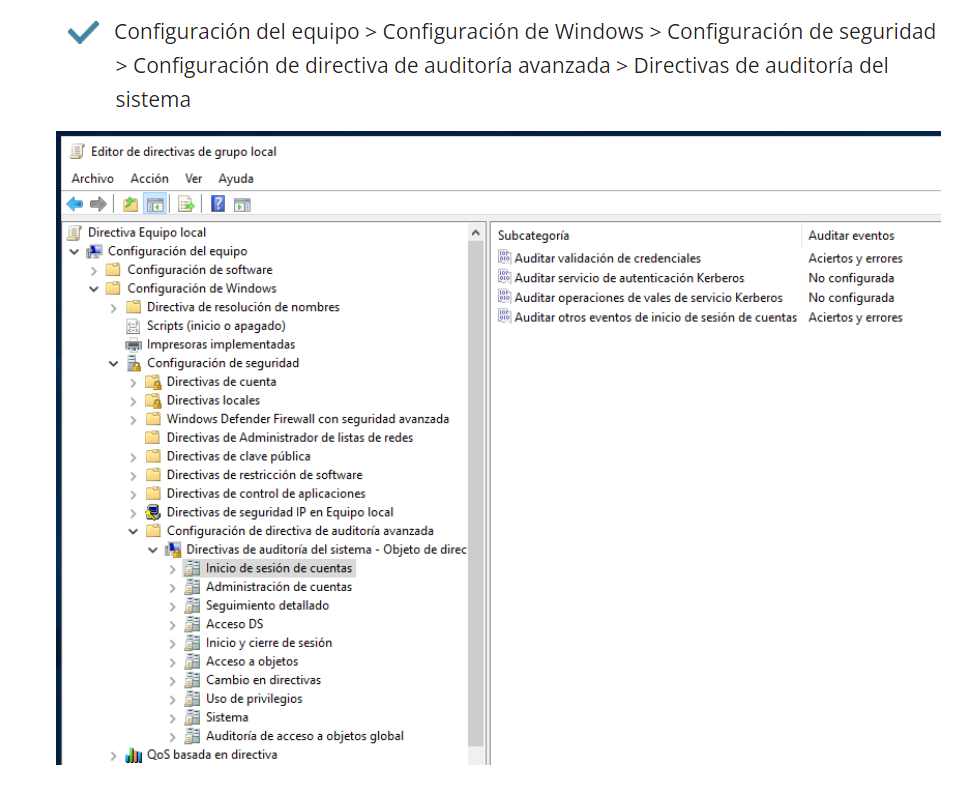 Configuración del equipo > Configuración de Windows > Configuración de seguridad
> Configuración de directiva de auditoría avanzada > Directivas de auditoría del
sistema
Editor de directivas de grupo local
Archivo Acción Ver Ayuda
Directiva Equipo local
Configuración del equipo
Configuración de software
Configuración de Windows
Directiva de resolución de nombres
Scripts (inicio o apagado)
Impresoras implementadas
Configuración de seguridad
Directivas de cuenta
Directivas locales
Windows Defender Firewall con seguridad avanzada
Directivas de Administrador de listas de redes
Directivas de clave pública
Directivas de restricción de software
Directivas de control de aplicaciones
Directivas de seguridad IP en Equipo local
Configuración de directiva de auditoría avanzada
Directivas de auditoría del sistema - Objeto de direc
Inicio de sesión de cuentas
Administración de cuentas
Seguimiento detallado
Acceso DS
Inicio y cierre de sesión
Acceso a objetos
Cambio en directivas
Uso de privilegios
Sistema
Auditoría de acceso a objetos global
QoS basada en directiva
Subcategoría Auditar eventos
Auditar validación de credenciales Aciertos y errores
Auditar servicio de autenticación Kerberos No configurada
Auditar operaciones de vales de servicio Kerberos No configurada
Auditar otros eventos de inicio de sesión de cuentas Aciertos y errores